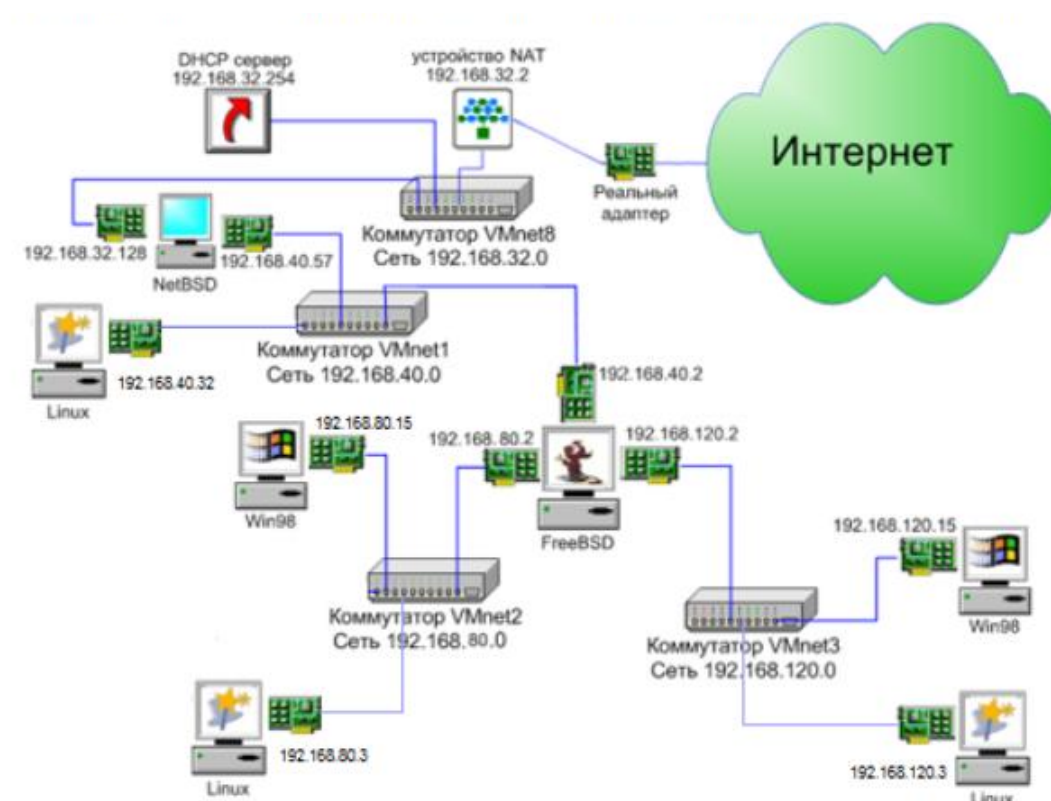 DHCP сервер
192.168.32.254
устройство NAT
192.168.32.2
Интернет
Реальный
адаптер
Коммутатор VMnet8
Сеть 192.168.32.0
192.168.32.128
192.168.40.57
NetBSD
Коммутатор VMnet1
Сеть 192.168.40.0
192.168.40.32
Linux
192.168.40.2
192.168.80.15
192.168.80.2
192.168.120.2
Win98
FreeBSD
192.168.120.15
Win98
Коммутатор VMnet2
Сеть 192.168.80.0
Коммутатор VMnet3
Сеть 192.168.120.0
192.168.80.3
Linux
192.168.120.3
Linux